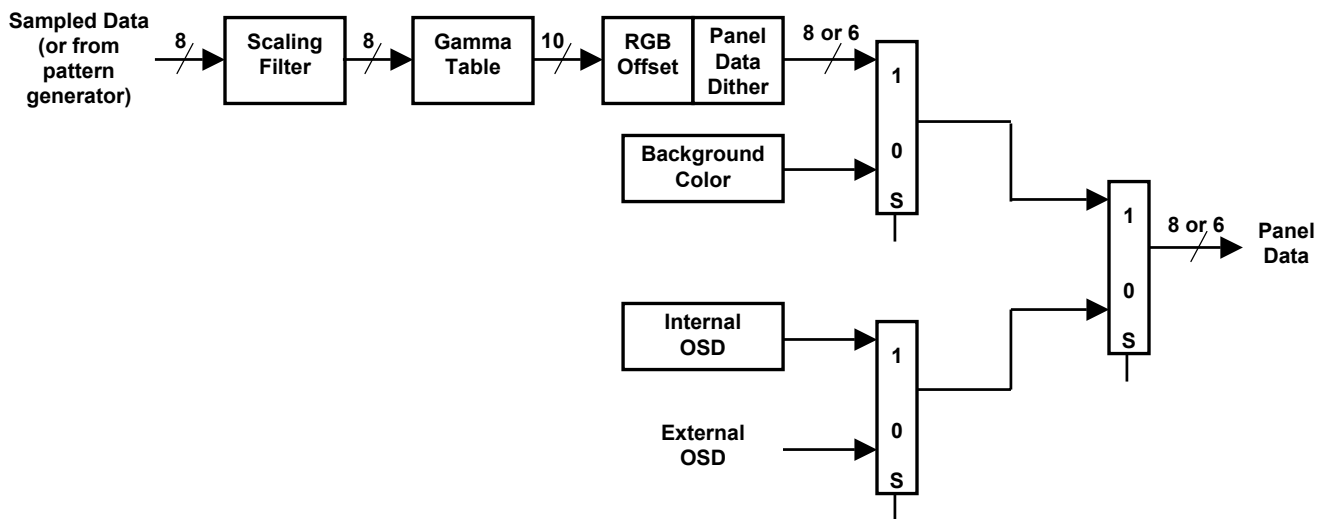 Sampled Data
(or from
pattern
generator)
8
Scaling
Filter
8
Gamma
Table
10
RGB
Offset
Panel
Data
Dither
8 or 6
1
0
S
Background
Color
1
0
S
8 or 6
Panel
Data
Internal
OSD
External
OSD
1
0
S